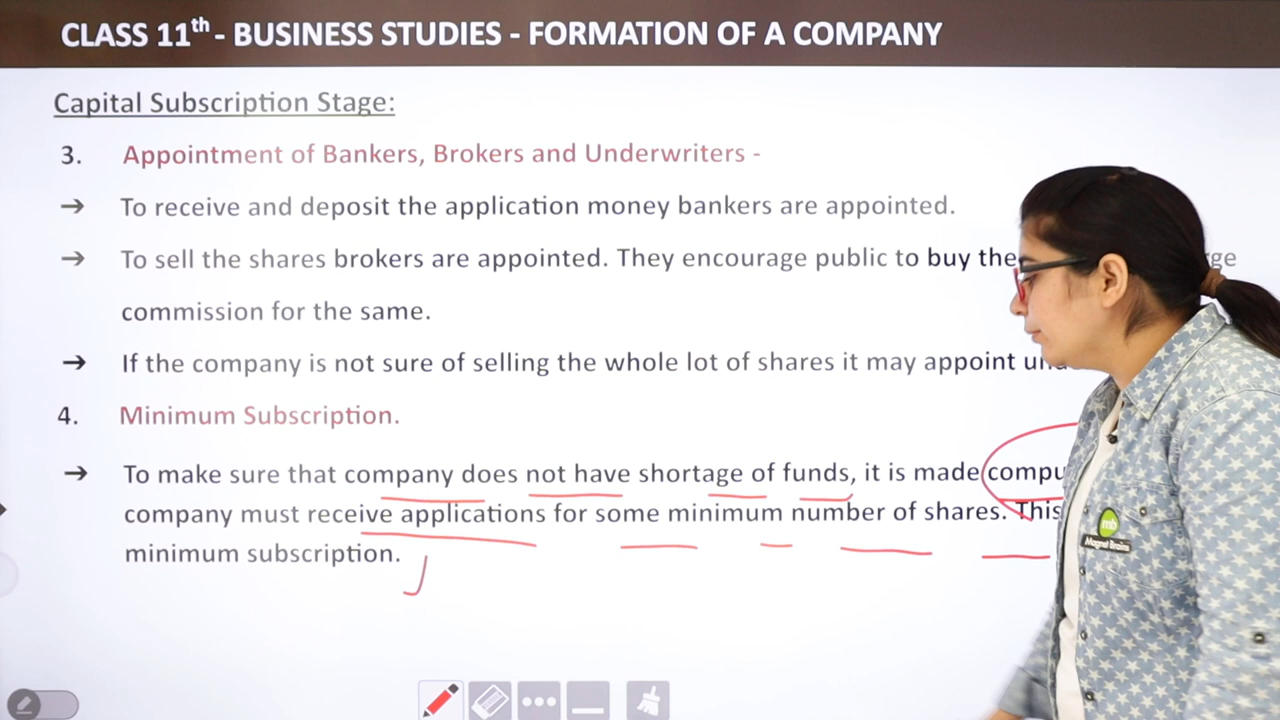 CLASS 11th - BUSINESS STUDIES - FORMATION OF A COMPANY
Capital Subscription Stage:
3. Appointment of Bankers, Brokers and Underwriters -
➔ To receive and deposit the application money bankers are appointed.
➔ To sell the shares brokers are appointed. They encourage public to buy the
commission for the same.
➔ If the company is not sure of selling the whole lot of shares it may appoint
4. Minimum Subscription.
➔ To make sure that company does not have shortage of funds, it is made
company must receive applications for some minimum number of shares. This
minimum subscription.
mb
Magnet Brains